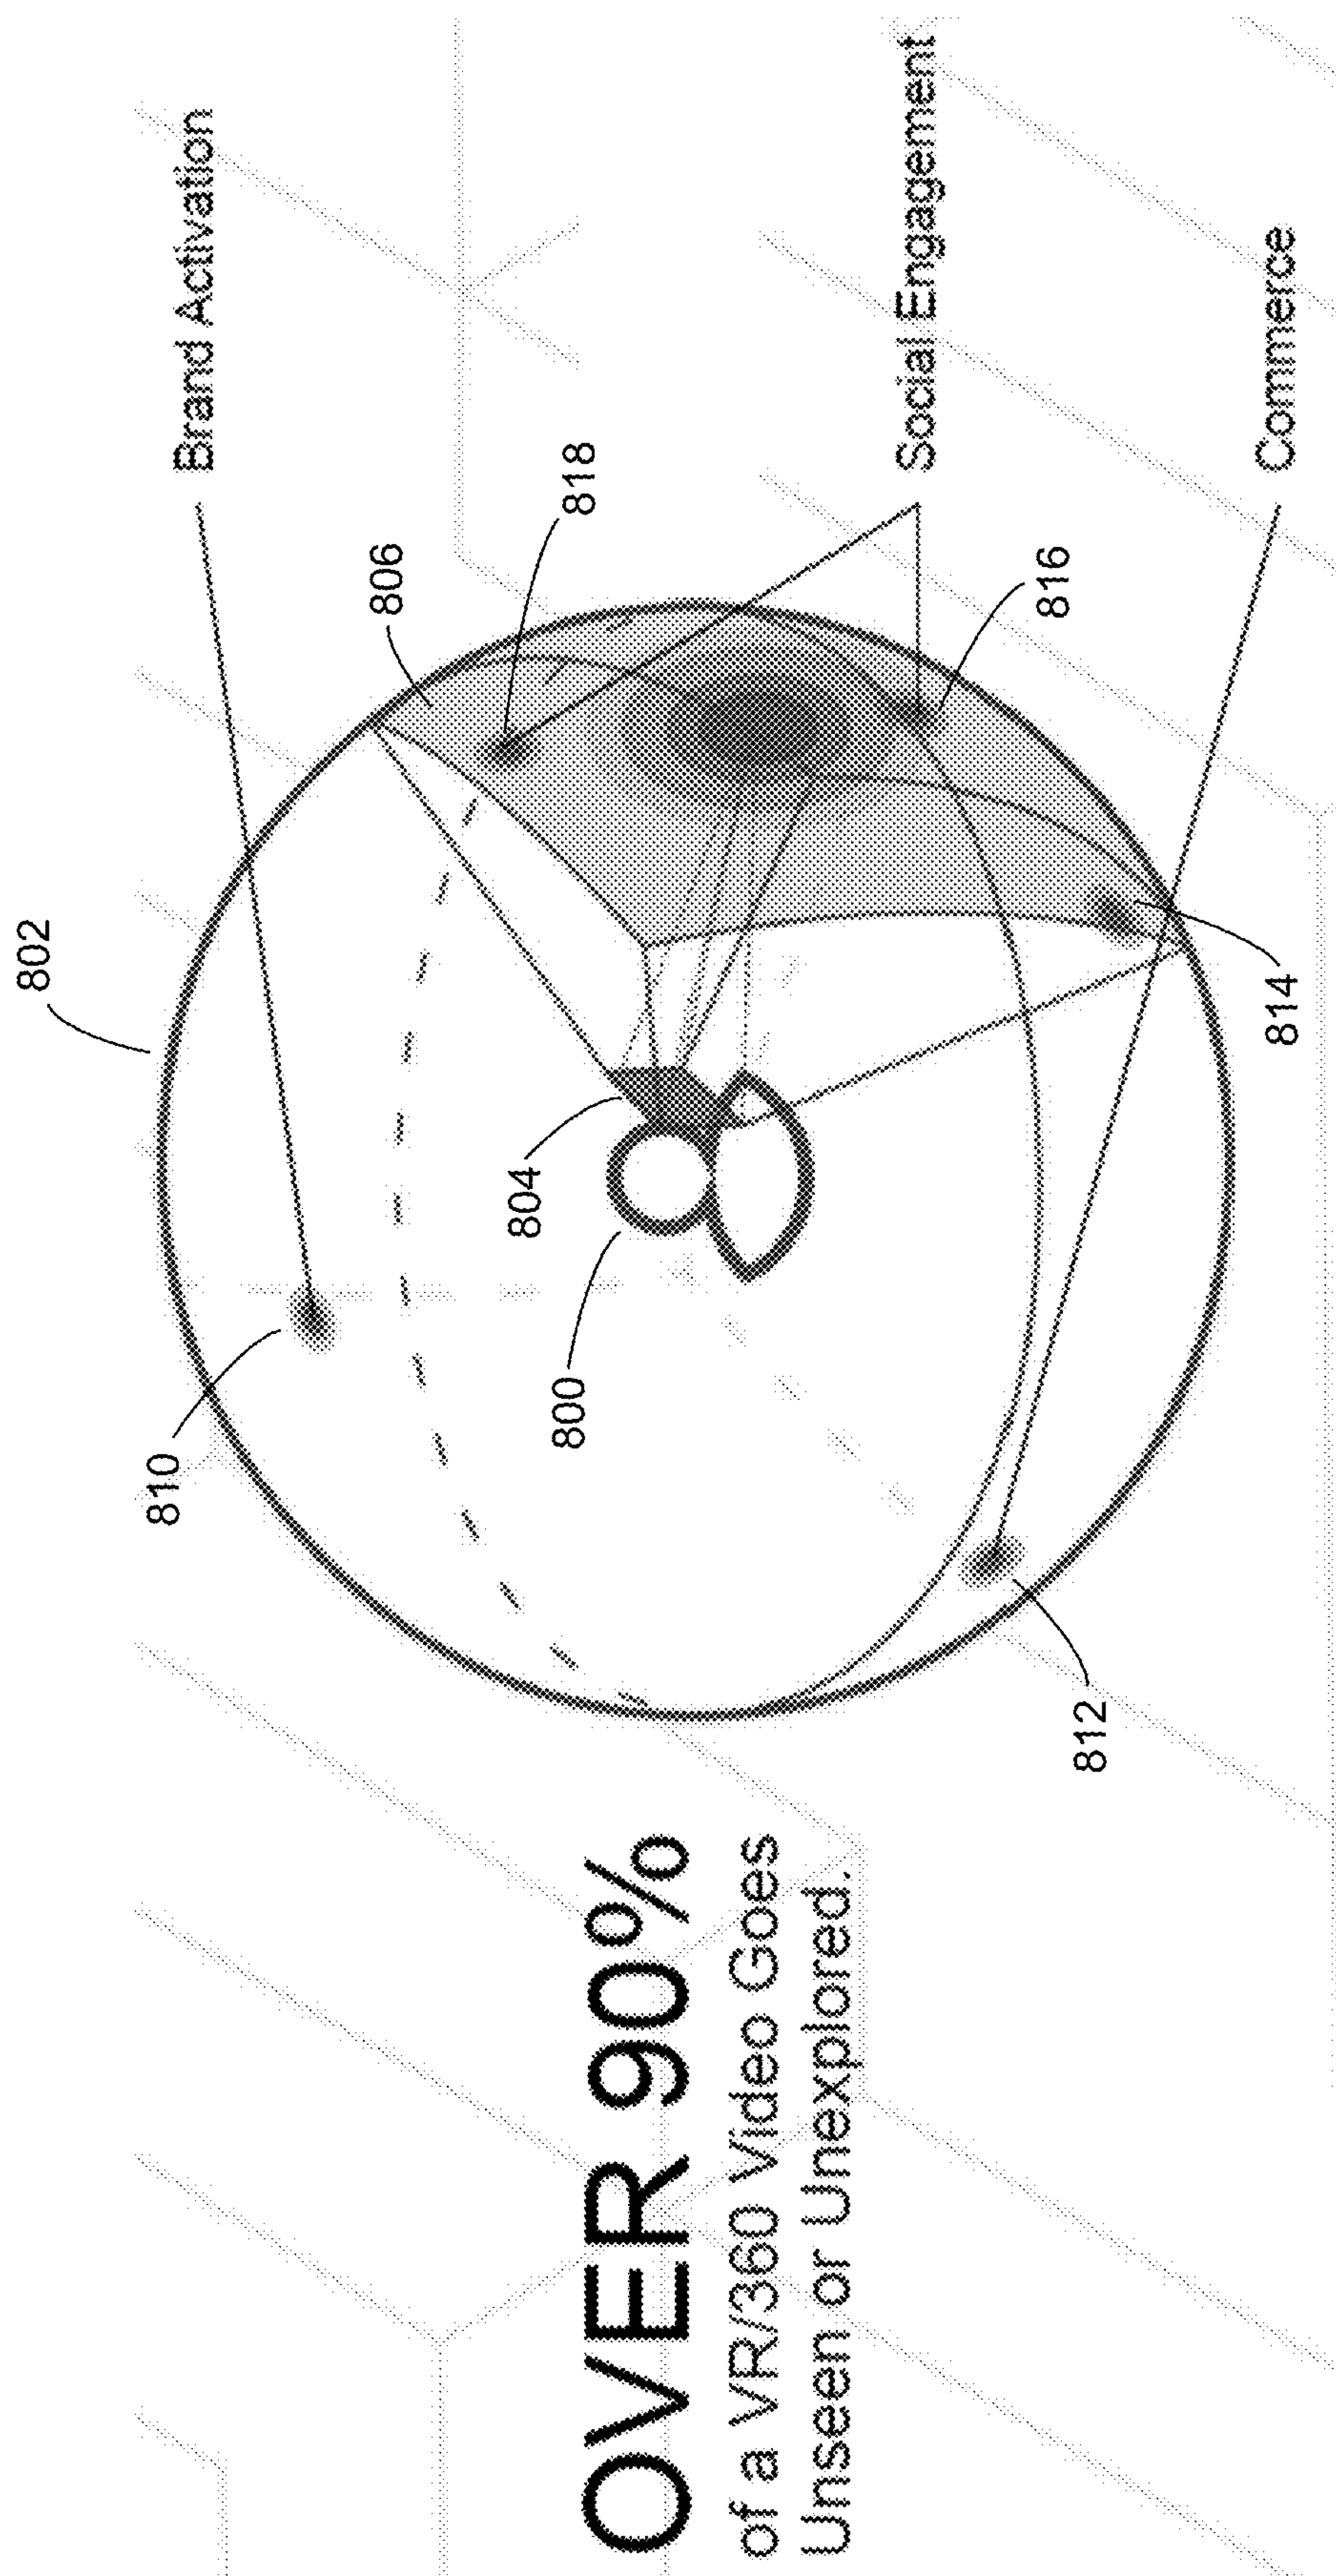 OVER 90%
of a VR/360 Video Goes
Unseen or Unexplored.
802
Brand Activation
810
806
818
804
800
Social Engagement
816
812
814
Commerce